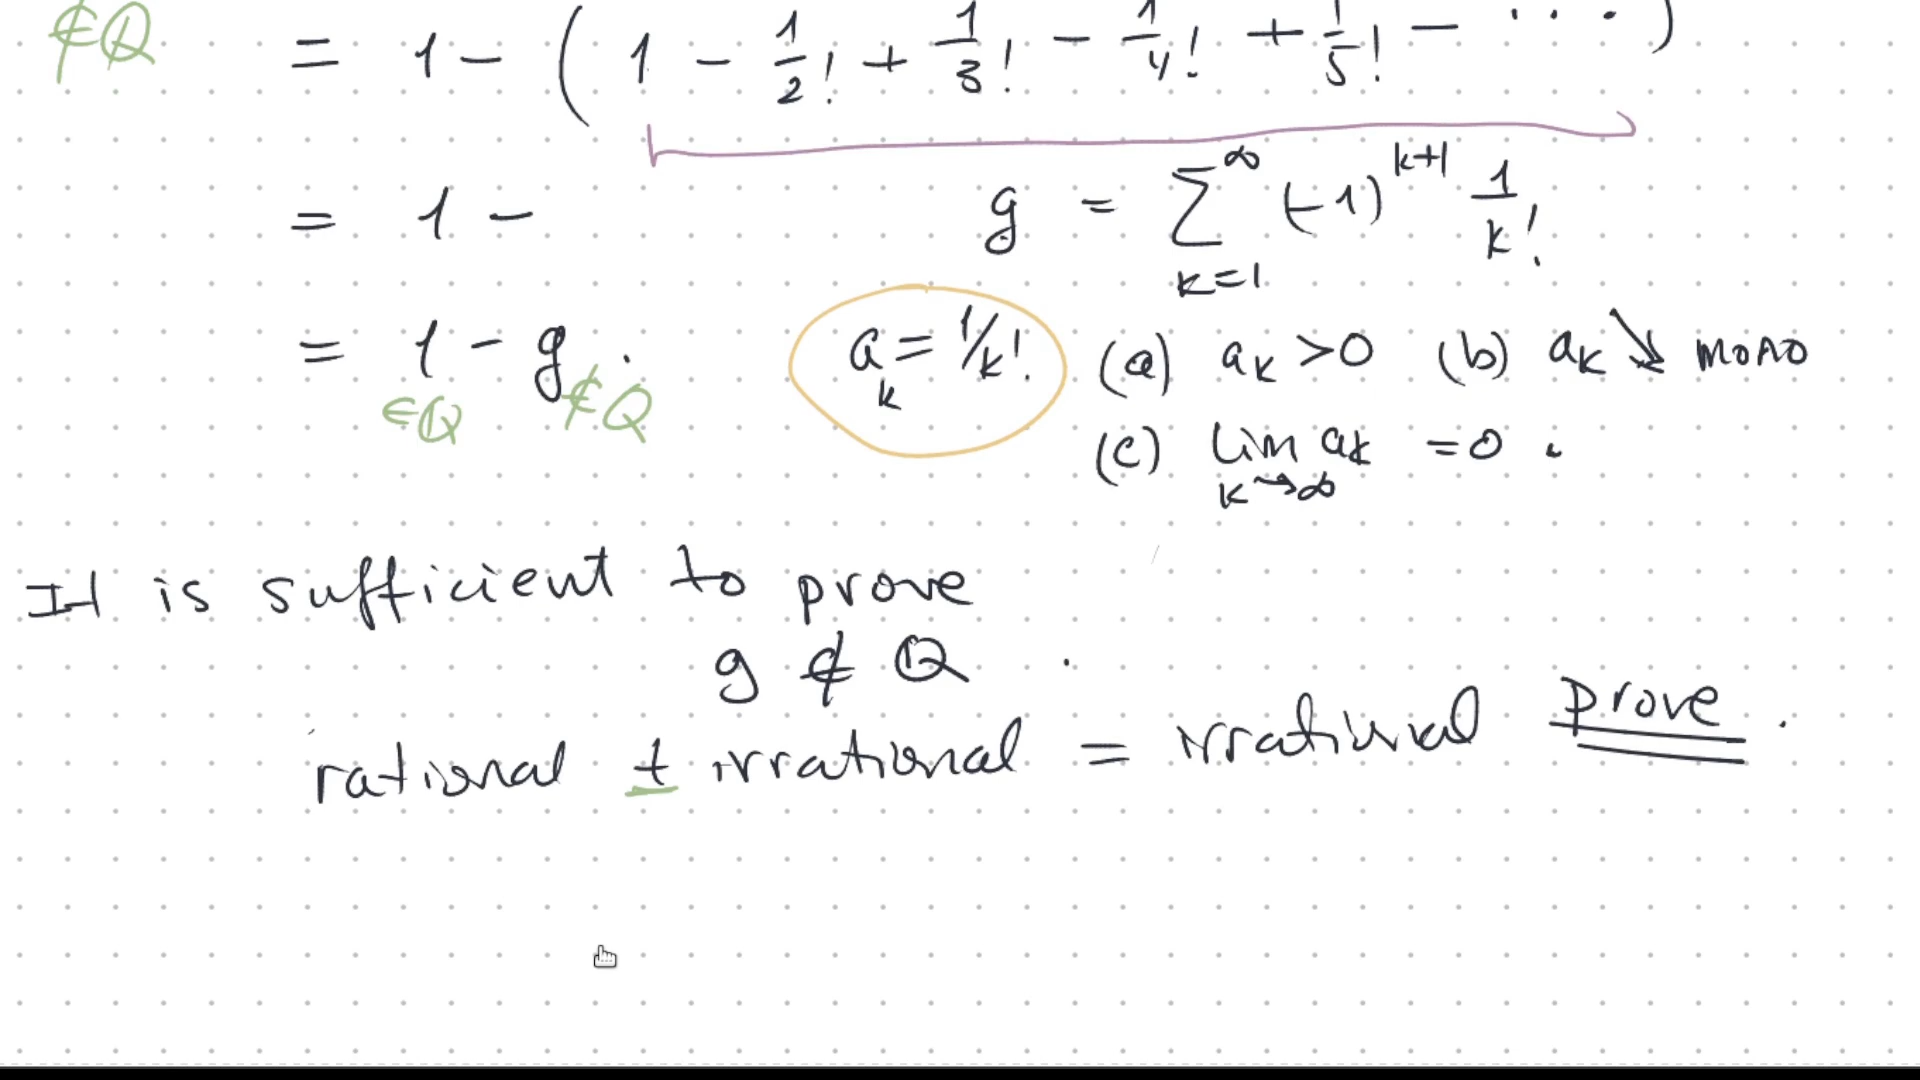 ∉Q = 1 - ( 1 - 1/2! + 1/3! - 1/4! + 1/5! - ... )
= 1 - g = ∑_{k=1}^{∞} (-1)^{k+1} 1/k!
= 1 - g . a_k = 1/k! (a) a_k > 0 (b) a_k ↘ mono
∈Q ∉Q
(c) lim_{k→∞} a_k = 0 .
It is sufficient to prove
g ∉ Q .
rational ± irrational = irrational prove .